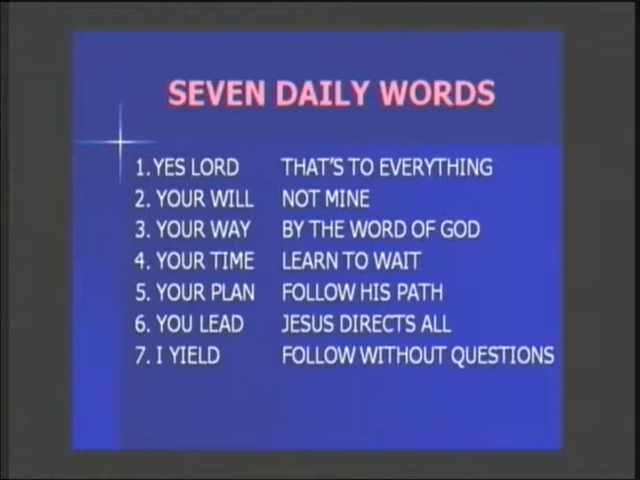 SEVEN DAILY WORDS
1. YES LORD THAT'S TO EVERYTHING
2. YOUR WILL NOT MINE
3. YOUR WAY BY THE WORD OF GOD
4. YOUR TIME LEARN TO WAIT
5. YOUR PLAN FOLLOW HIS PATH
6. YOU LEAD JESUS DIRECTS ALL
7. I YIELD FOLLOW WITHOUT QUESTIONS